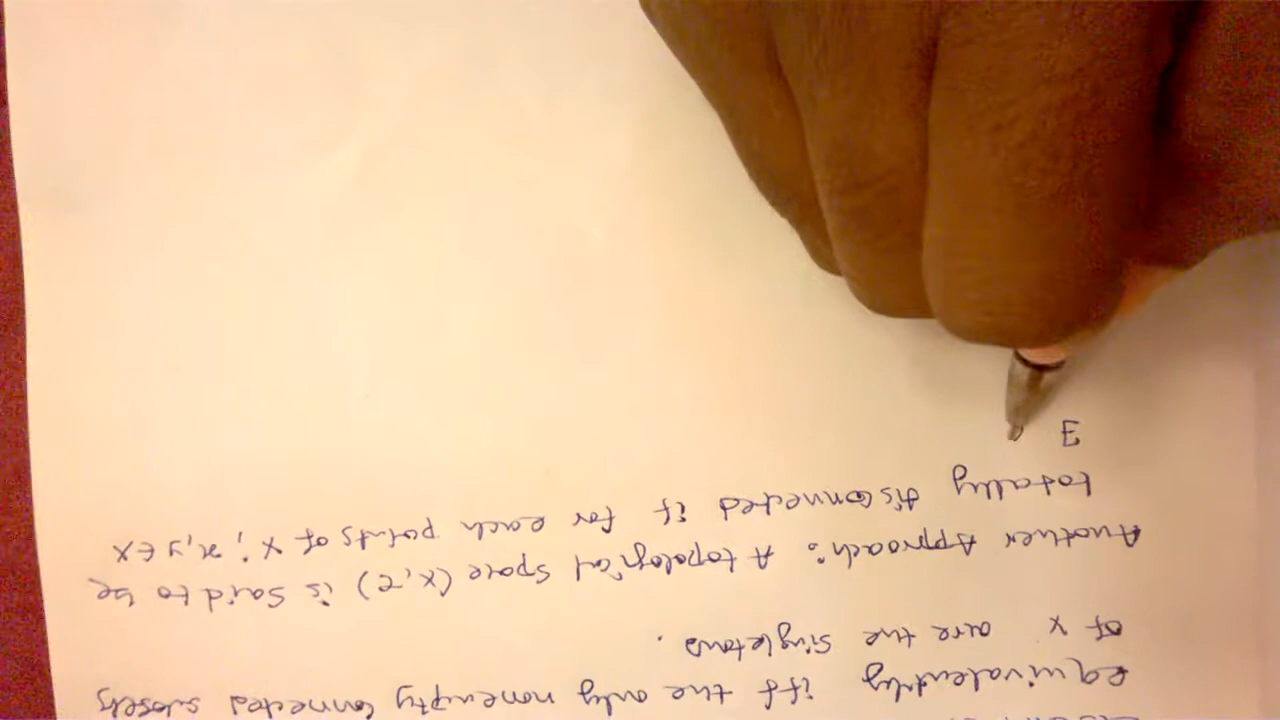 equivalently iff the only nonempty connected subsets
of X are the singletons.
Another Approach: A topological space (X,τ) is said to be
totally disconnected if for each points of X; x,y ∈ X
∃